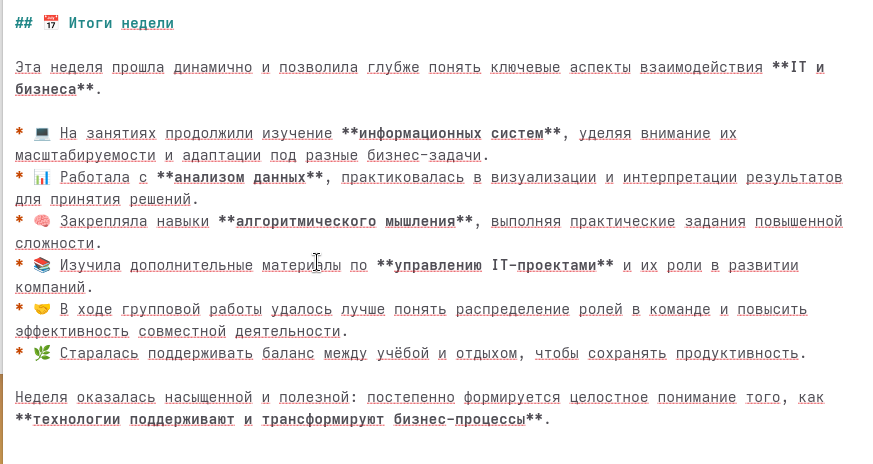 ## 📅 Итоги недели
Эта неделя прошла динамично и позволила глубже понять ключевые аспекты взаимодействия **IT и
бизнеса**.
* 💻 На занятиях продолжили изучение **информационных систем**, уделяя внимание их
масштабируемости и адаптации под разные бизнес-задачи.
* 📊 Работала с **анализом данных**, практиковалась в визуализации и интерпретации результатов
для принятия решений.
* 🧠 Закрепляла навыки **алгоритмического мышления**, выполняя практические задания повышенной
сложности.
* 📚 Изучила дополнительные материалы по **управлению IT-проектами** и их роли в развитии
компаний.
* 🤝 В ходе групповой работы удалось лучше понять распределение ролей в команде и повысить
эффективность совместной деятельности.
* 🌿 Старалась поддерживать баланс между учёбой и отдыхом, чтобы сохранять продуктивность.
Неделя оказалась насыщенной и полезной: постепенно формируется целостное понимание того, как
**технологии поддерживают и трансформируют бизнес-процессы**.